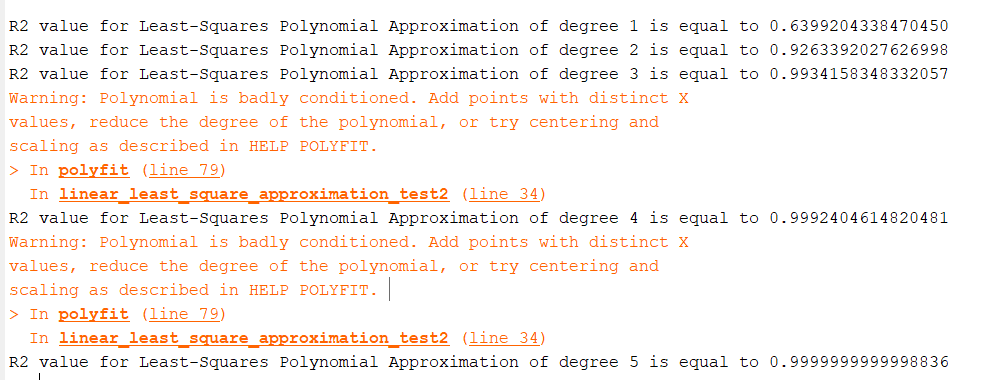 R2 value for Least-Squares Polynomial Approximation of degree 1 is equal to 0.6399204338470450
R2 value for Least-Squares Polynomial Approximation of degree 2 is equal to 0.9263392027626998
R2 value for Least-Squares Polynomial Approximation of degree 3 is equal to 0.9934158348332057
Warning: Polynomial is badly conditioned. Add points with distinct X
values, reduce the degree of the polynomial, or try centering and
scaling as described in HELP POLYFIT.
> In polyfit (line 79)
In linear_least_square_approximation_test2 (line 34)
R2 value for Least-Squares Polynomial Approximation of degree 4 is equal to 0.9992404614820481
Warning: Polynomial is badly conditioned. Add points with distinct X
values, reduce the degree of the polynomial, or try centering and
scaling as described in HELP POLYFIT.
> In polyfit (line 79)
In linear_least_square_approximation_test2 (line 34)
R2 value for Least-Squares Polynomial Approximation of degree 5 is equal to 0.9999999999998836